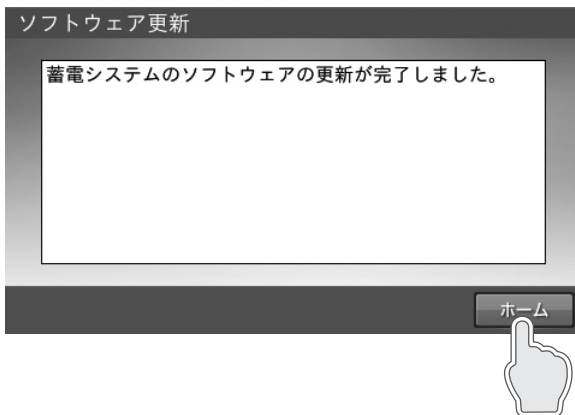 ソフトウェア更新
蓄電システムのソフトウェアの更新が完了しました。
ホーム